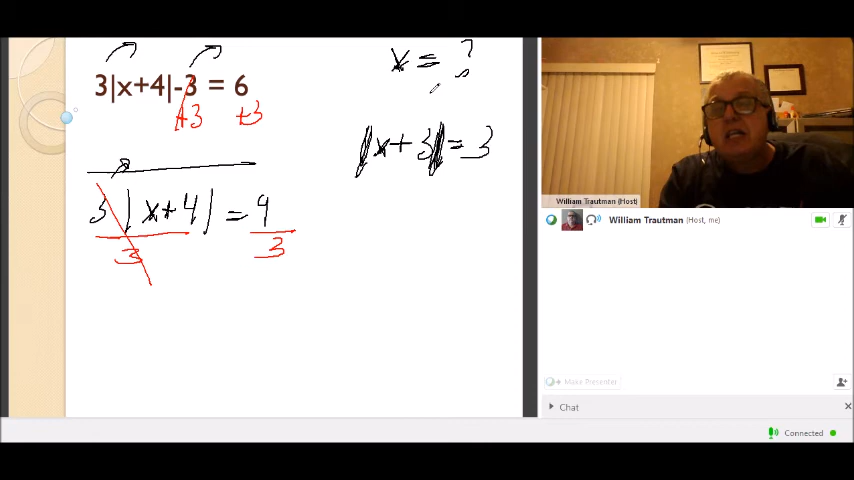 3|x+4|-3 = 6
+3 +3
3 |x+4| = 9
3 3
x = ?
|x+3| = 3
William Trautman (Host)
William Trautman (Host, me)
Make Presenter
Chat
Connected